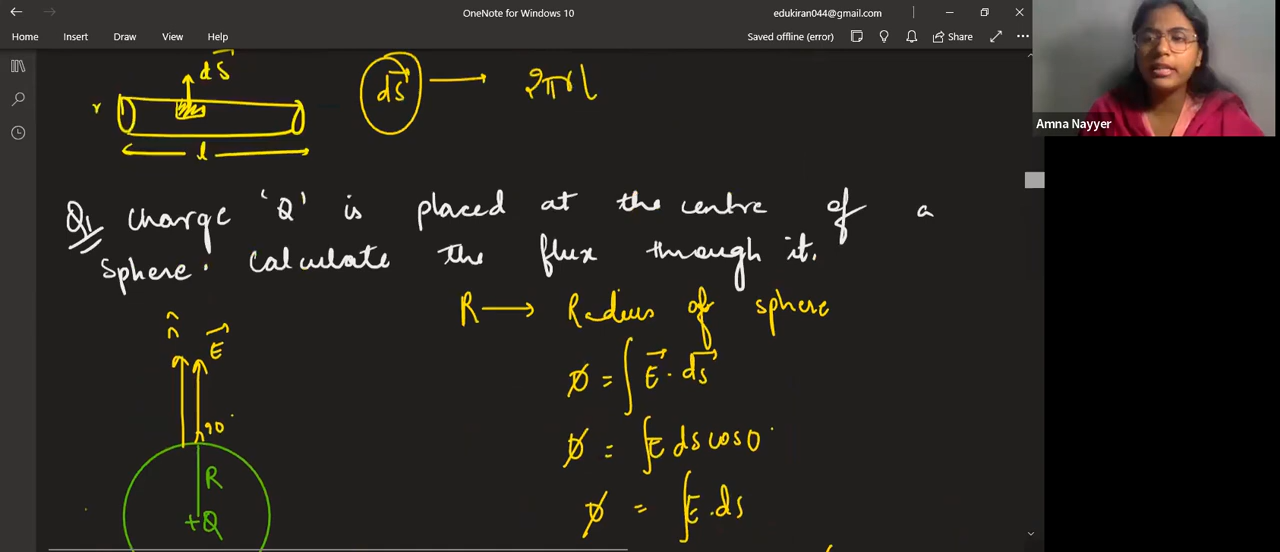 OneNote for Windows 10
edukiran044@gmail.com
Home Insert Draw View Help
Saved offline (error)
Share
Amna Nayyer
dS
r
l
ds → 2πrl
Q1 charge 'Q' is placed at the centre of a
sphere. calculate the flux through it.
R → Radius of sphere
n̂ E
ϕ = ∫ E . ds
90°
ϕ = ∫ E ds cos 0°
R
ϕ = ∫ E . ds
+Q